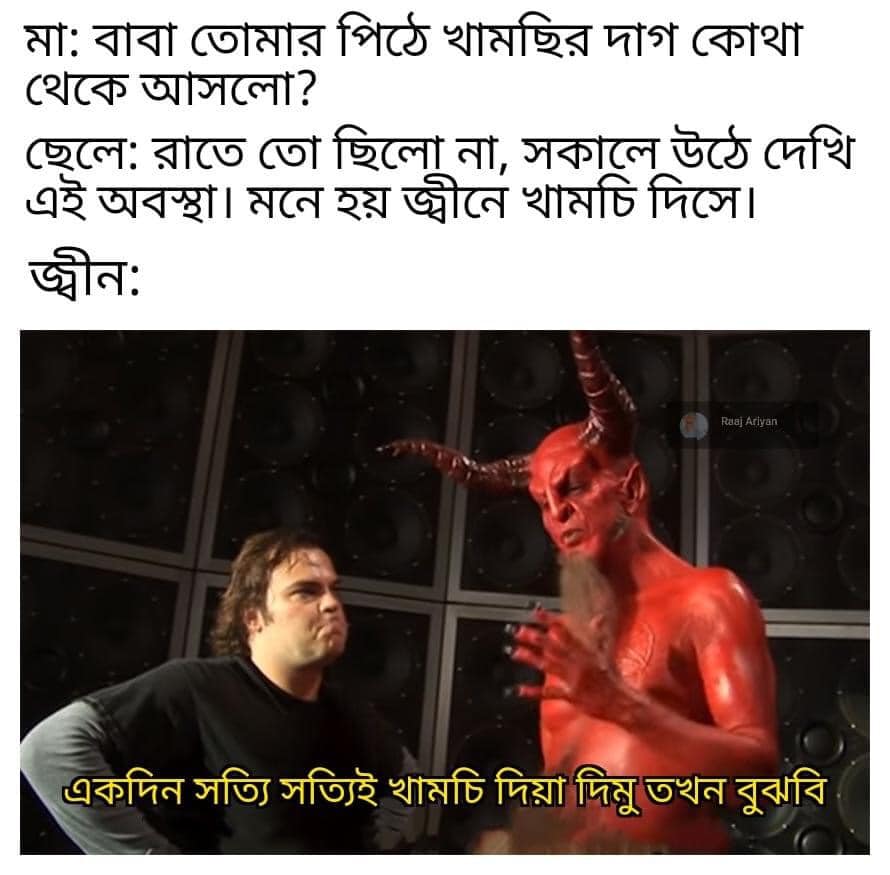 মা: বাবা তোমার পিঠে খামছির দাগ কোথা
থেকে আসলো?
ছেলে: রাতে তো ছিলো না, সকালে উঠে দেখি
এই অবস্থা। মনে হয় জ্বীনে খামচি দিসে।
জ্বীন:
Raaj Ariyan
একদিন সত্যি সত্যিই খামচি দিয়া দিমু তখন বুঝবি